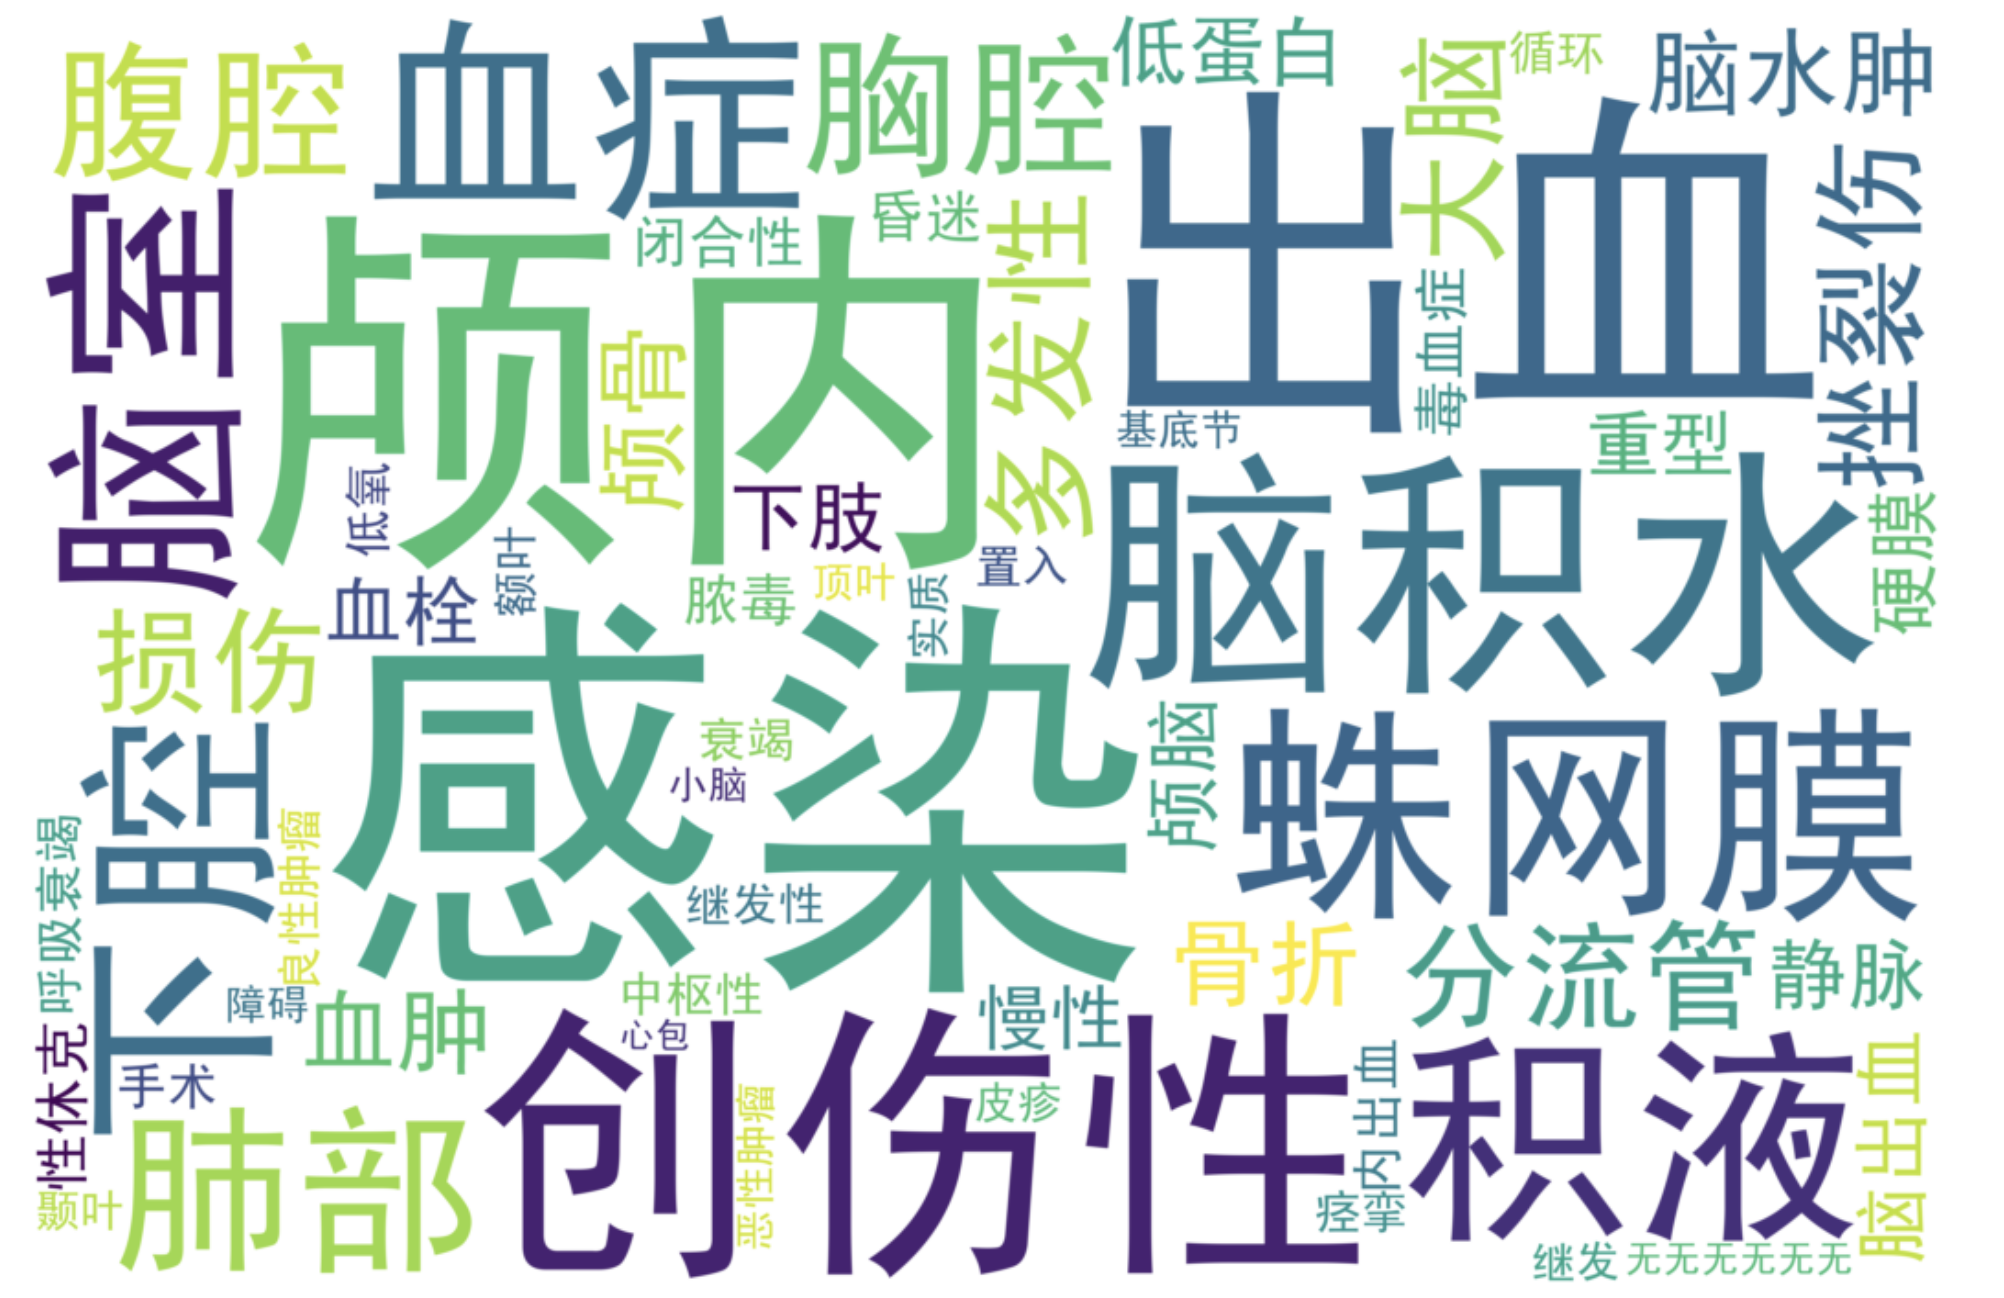 腹腔
血症
胸腔
低蛋白
大脑
循环
脑水肿
脑室
颅内
闭合性
昏迷
多发性
出血
毒血症
挫裂伤
颅骨
基底节
重型
低氧
额叶
下肢
置入
脑积水
硬膜
血栓
脓毒
顶叶
实质
损伤
感染
衰竭
小脑
颅脑
蛛网膜
下腔
呼吸衰竭
良性肿瘤
继发性
骨折
分流管
静脉
障碍
血肿
中枢性
心包
慢性
性休克
手术
肺部
颞叶
创伤性
恶性肿瘤
皮疹
内出血
痉挛
积液
脑出血
继发
无无无无无无